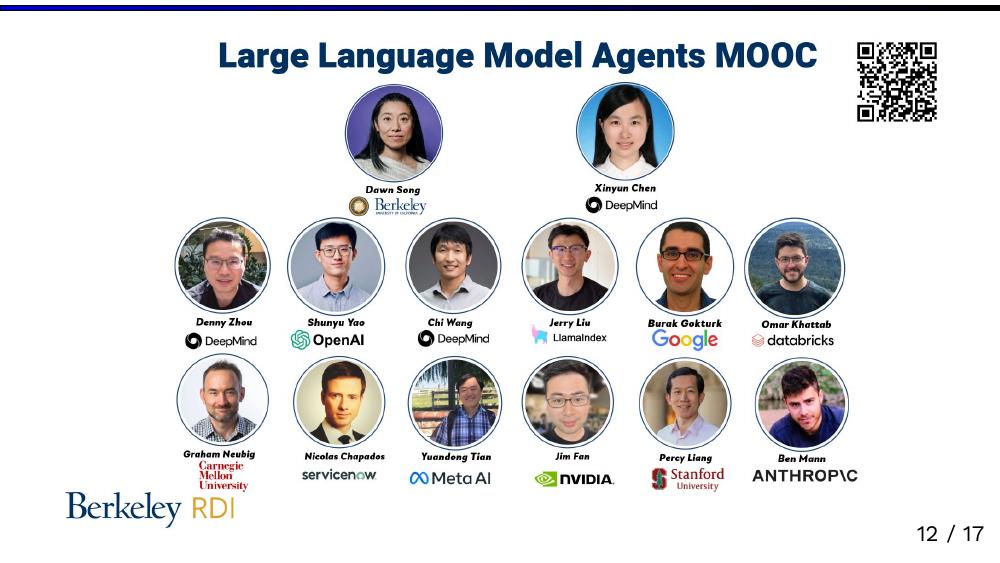 Large Language Model Agents MOOC
Dawn Song
Xinyun Chen
Berkeley
UNIVERSITY OF CALIFORNIA
DeepMind
Denny Zhou
Shunyu Yao
Chi Wang
Jerry Liu
Burak Gokturk
Omar Khattab
DeepMind
OpenAI
DeepMind
LlamaIndex
Google
databricks
Graham Neubig
Nicolas Chapados
Yuandong Tian
Jim Fan
Percy Liang
Ben Mann
Carnegie
Mellon
University
servicenow
Meta AI
NVIDIA
Stanford
University
ANTHROP\C
Berkeley RDI
12 / 17